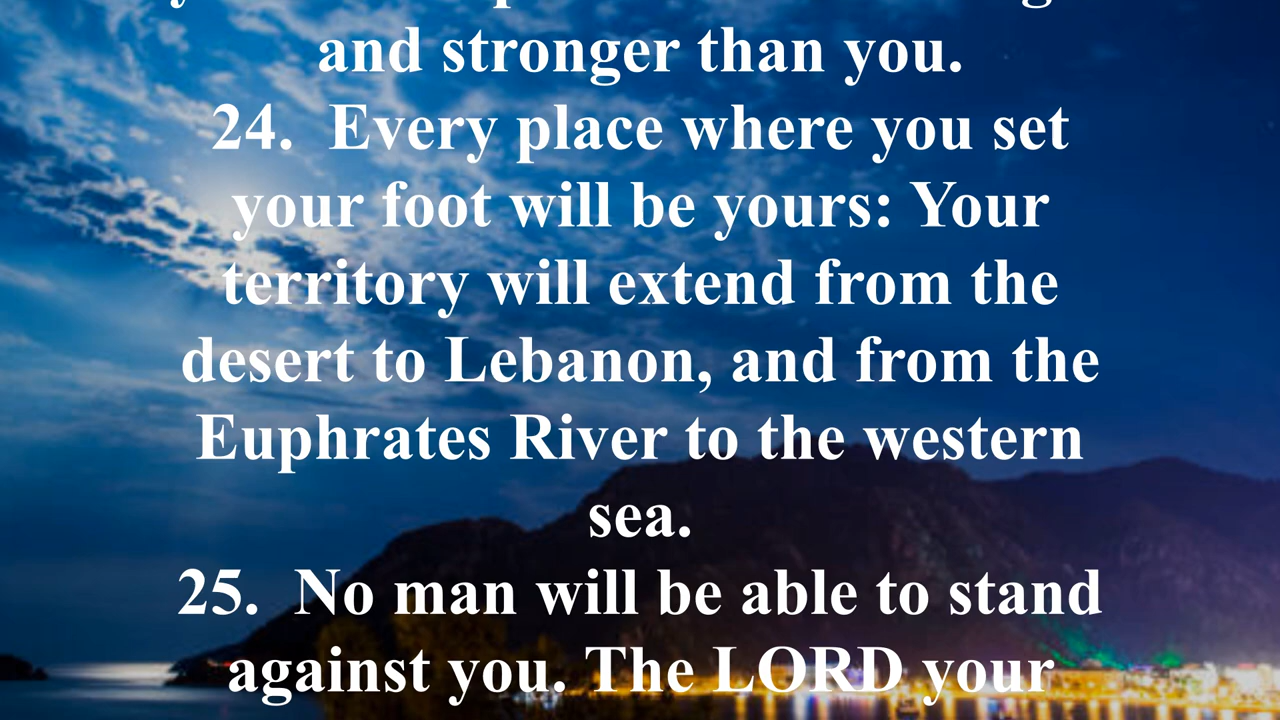 and stronger than you.
24. Every place where you set
your foot will be yours: Your
territory will extend from the
desert to Lebanon, and from the
Euphrates River to the western
sea.
25. No man will be able to stand
against you. The LORD your